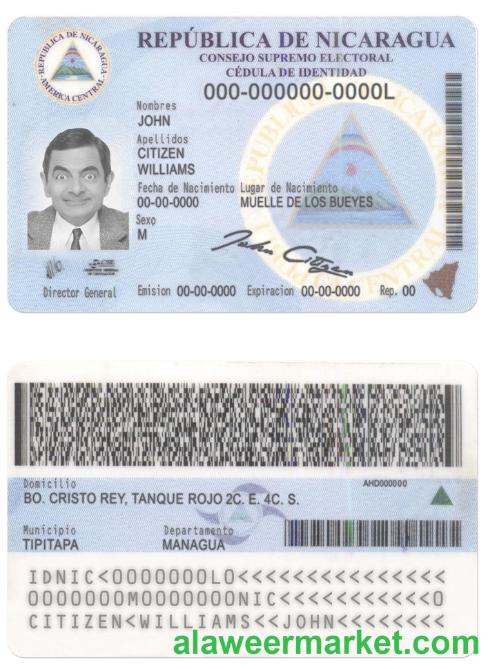 REPÚBLICA DE NICARAGUA
CONSEJO SUPREMO ELECTORAL
CÉDULA DE IDENTIDAD
000-000000-0000L
REPUBLICA DE NICARAGUA
AMERICA CENTRAL
Nombres
JOHN
Apellidos
CITIZEN
WILLIAMS
Fecha de Nacimiento Lugar de Nacimiento
00-00-0000 MUELLE DE LOS BUEYES
Sexo
M
John Citizen
Director General
Emision 00-00-0000 Expiracion 00-00-0000 Rep. 00
Domicilio
AHD000000
BO. CRISTO REY, TANQUE ROJO 2C. E. 4C. S.
Municipio Departamento
TIPITAPA MANAGUA
IDNIC<0000000L0<<<<<<<<<<<<<<<
0000000M0000000NIC<<<<<<<<<<<0
CITIZEN<WILLIAMS<<JOHN<<<<<<<<
alaweermarket.com